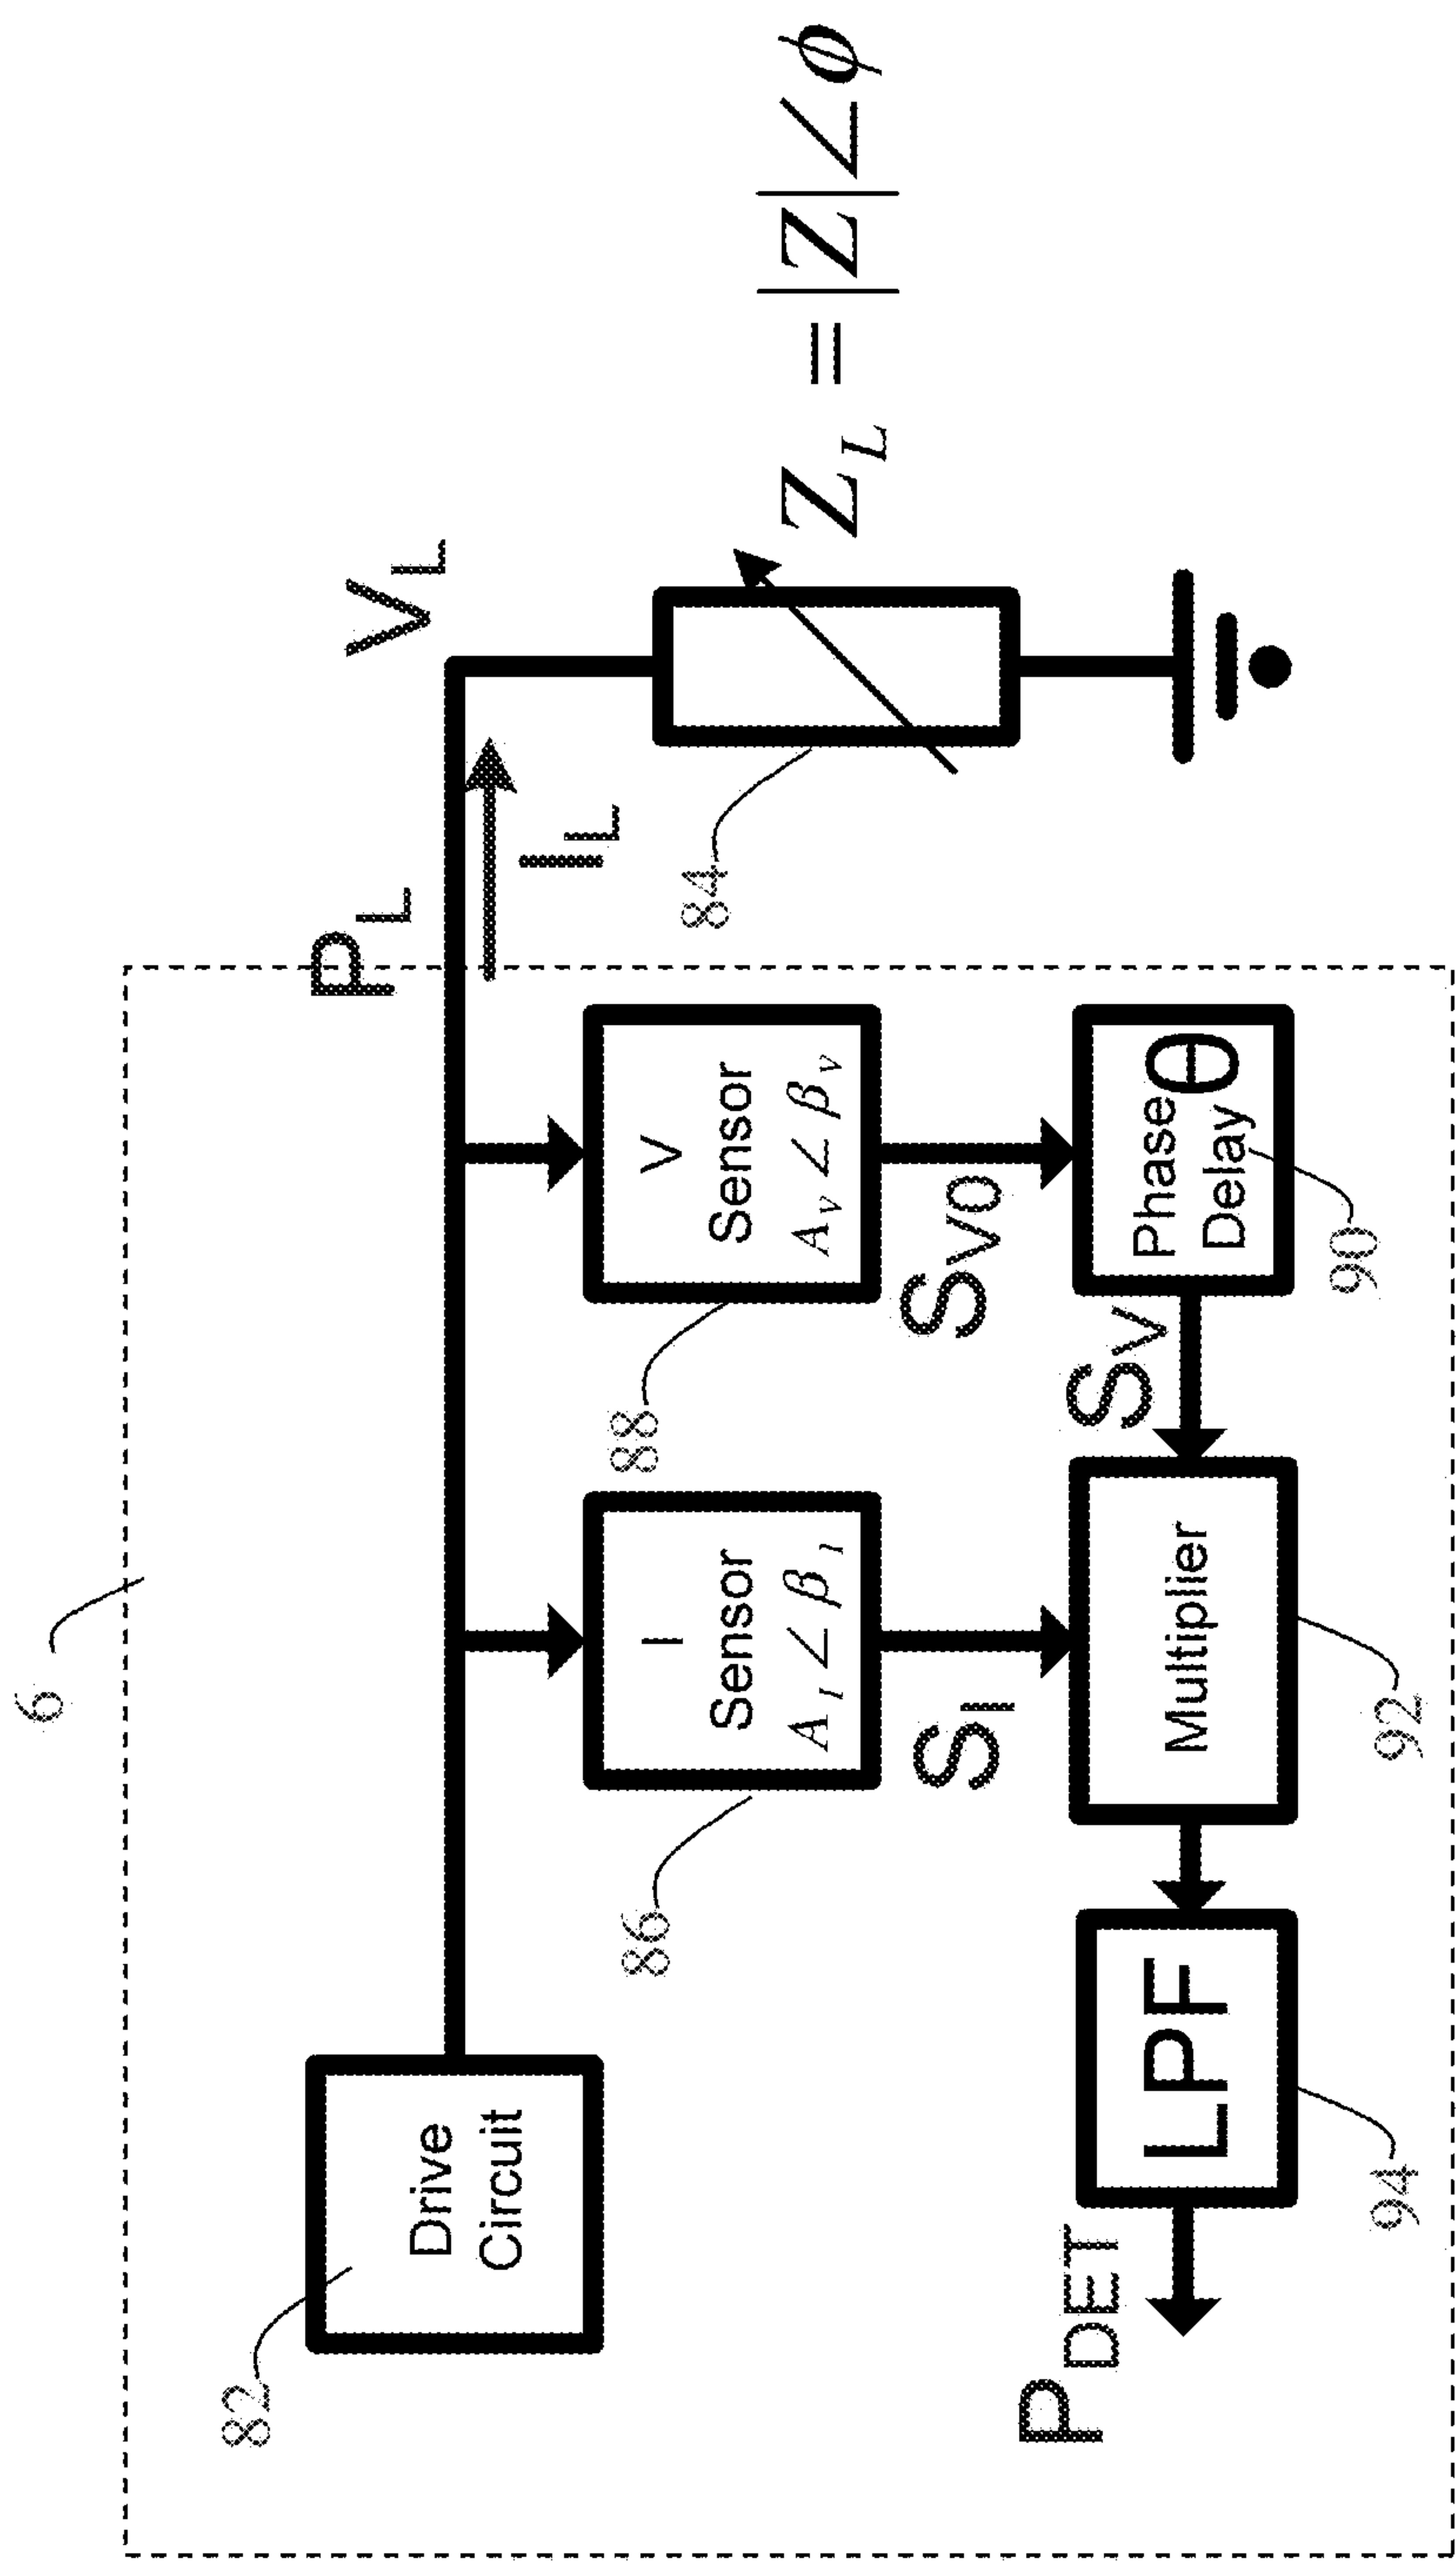 6
82
Drive
Circuit
P_L
V_L
I_L
84
Z_L = |Z|∠ϕ
86
I
Sensor
A_I∠β_I
88
V
Sensor
A_V∠β_V
S_I
S_V0
P_DET
LPF
94
Multiplier
92
S_V
Phase
Delay
θ
90